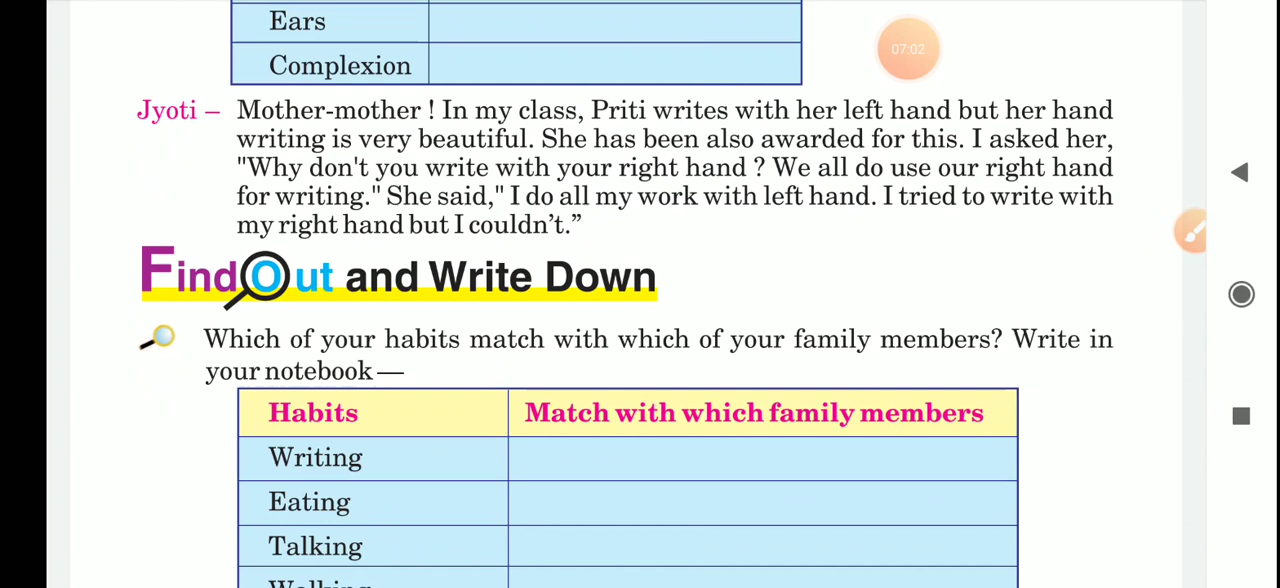 Ears
07:02
Complexion
Jyoti – Mother-mother ! In my class, Priti writes with her left hand but her hand
writing is very beautiful. She has been also awarded for this. I asked her,
"Why don't you write with your right hand ? We all do use our right hand
for writing." She said," I do all my work with left hand. I tried to write with
my right hand but I couldn't.”
Find Out and Write Down
Which of your habits match with which of your family members? Write in
your notebook —
Habits Match with which family members
Writing
Eating
Talking
Walking